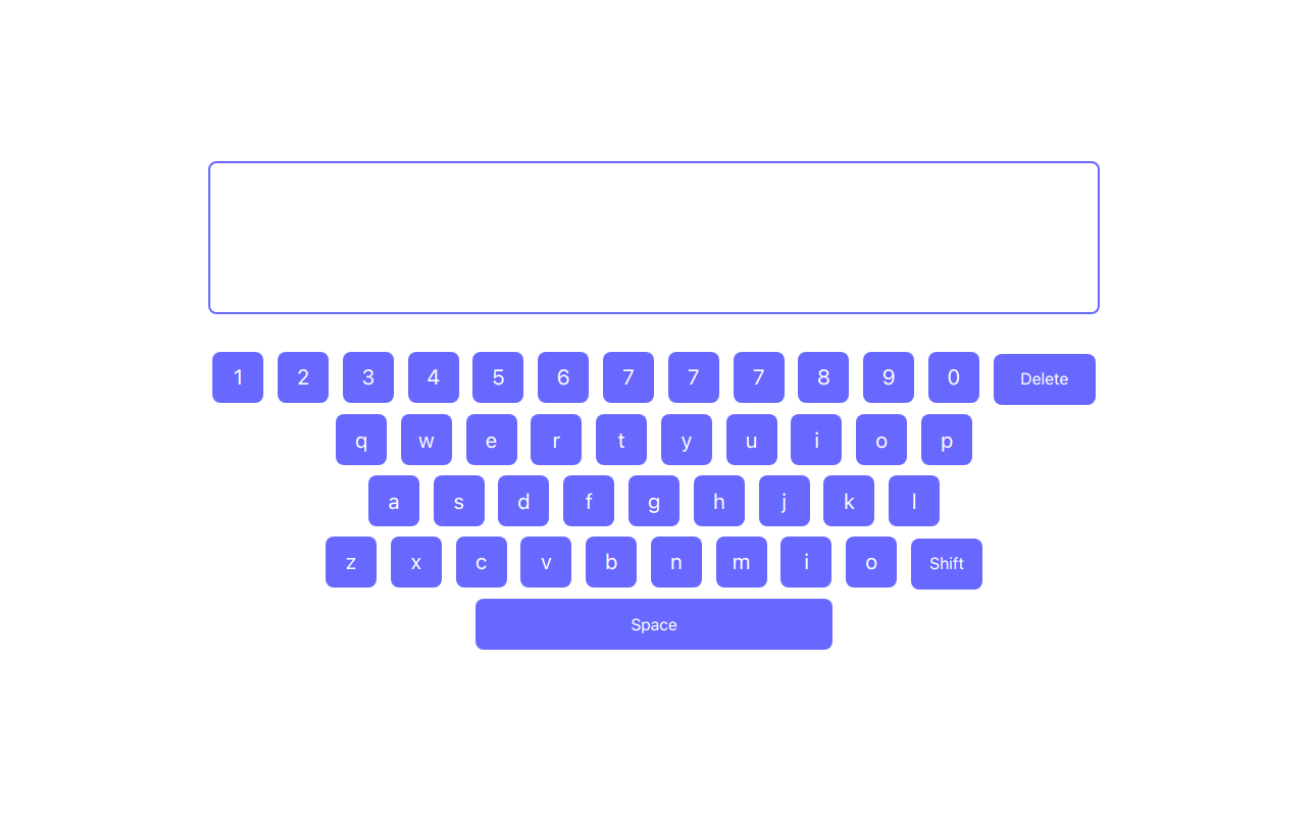 1 2 3 4 5 6 7 7 7 8 9 0 Delete
q w e r t y u i o p
a s d f g h j k l
z x c v b n m i o Shift
Space